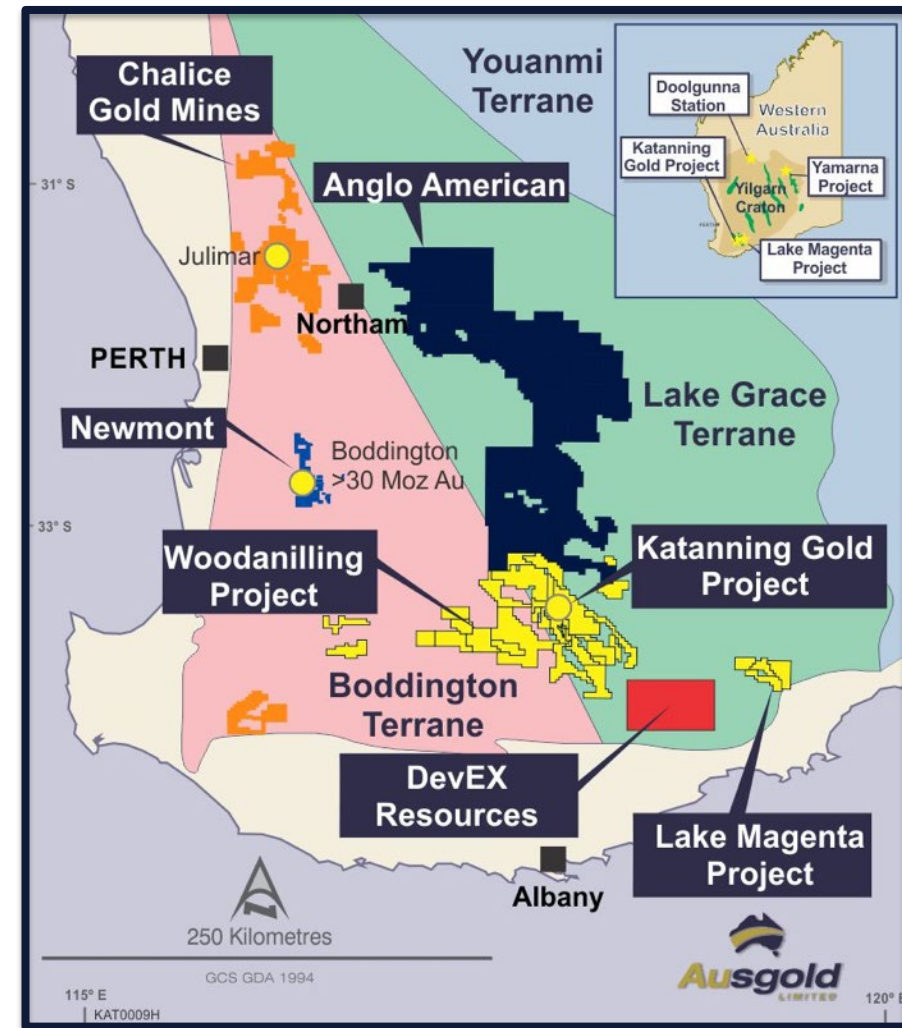 Chalice
Gold Mines
Youanmi
Terrane
Doolgunna
Station
Western
Australia
Katanning
Gold Project
Yamarna
Project
Yilgarn
Craton
PERTH
Lake Magenta
Project
31° S
Anglo American
Julimar
Northam
PERTH
Lake Grace
Terrane
Newmont
Boddington
>30 Moz Au
33° S
Woodanilling
Project
Katanning Gold
Project
Boddington
Terrane
DevEX
Resources
Lake Magenta
Project
Albany
250 Kilometres
GCS GDA 1994
Ausgold
LIMITED
115° E
120° E
KAT0009H